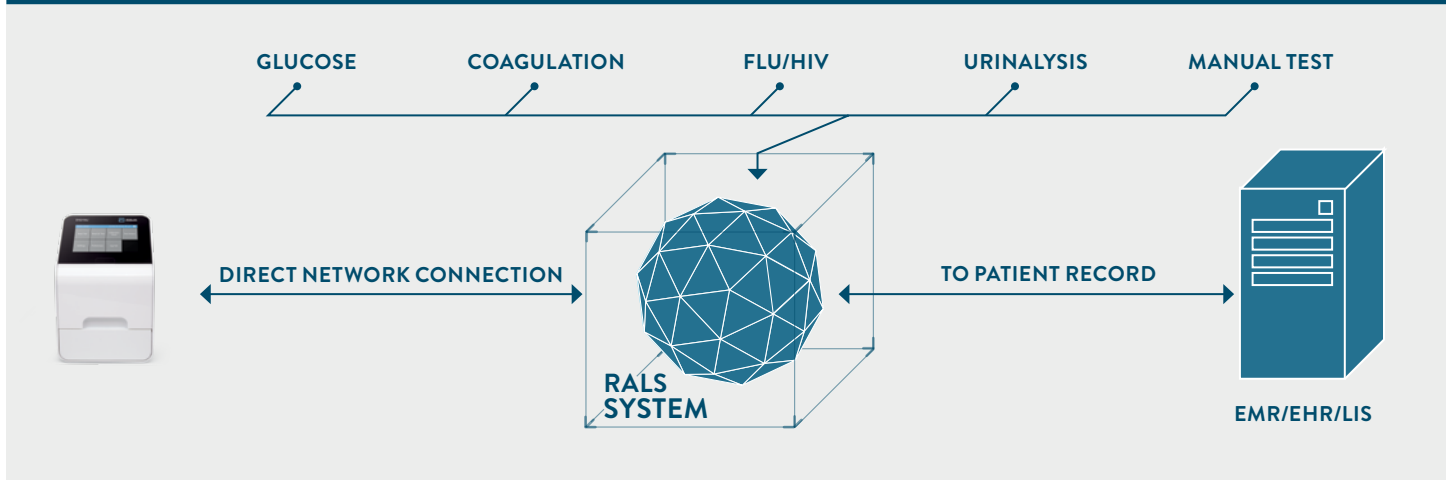 GLUCOSE
COAGULATION
FLU/HIV
URINALYSIS
MANUAL TEST
DIRECT NETWORK CONNECTION
TO PATIENT RECORD
RALS
SYSTEM
EMR/EHR/LIS